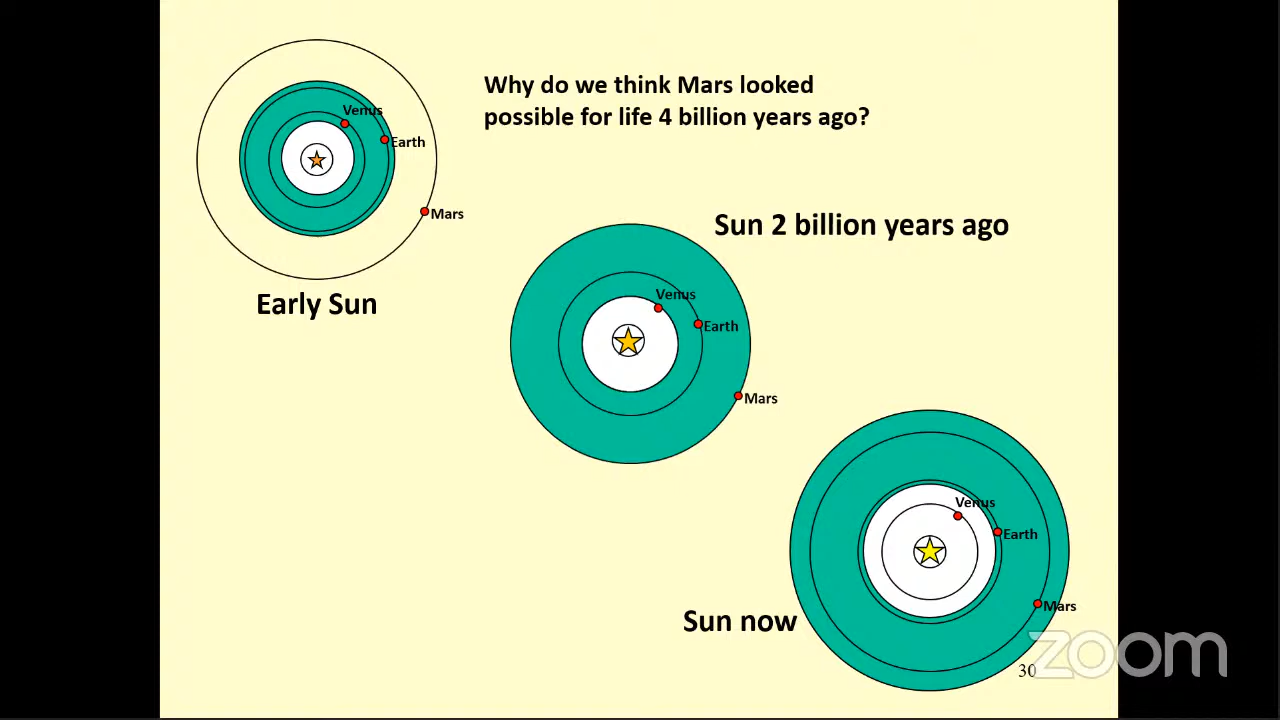 Why do we think Mars looked
possible for life 4 billion years ago?
Venus
Earth
Mars
Early Sun
Sun 2 billion years ago
Venus
Earth
Mars
Venus
Earth
Mars
Sun now
30
zoom